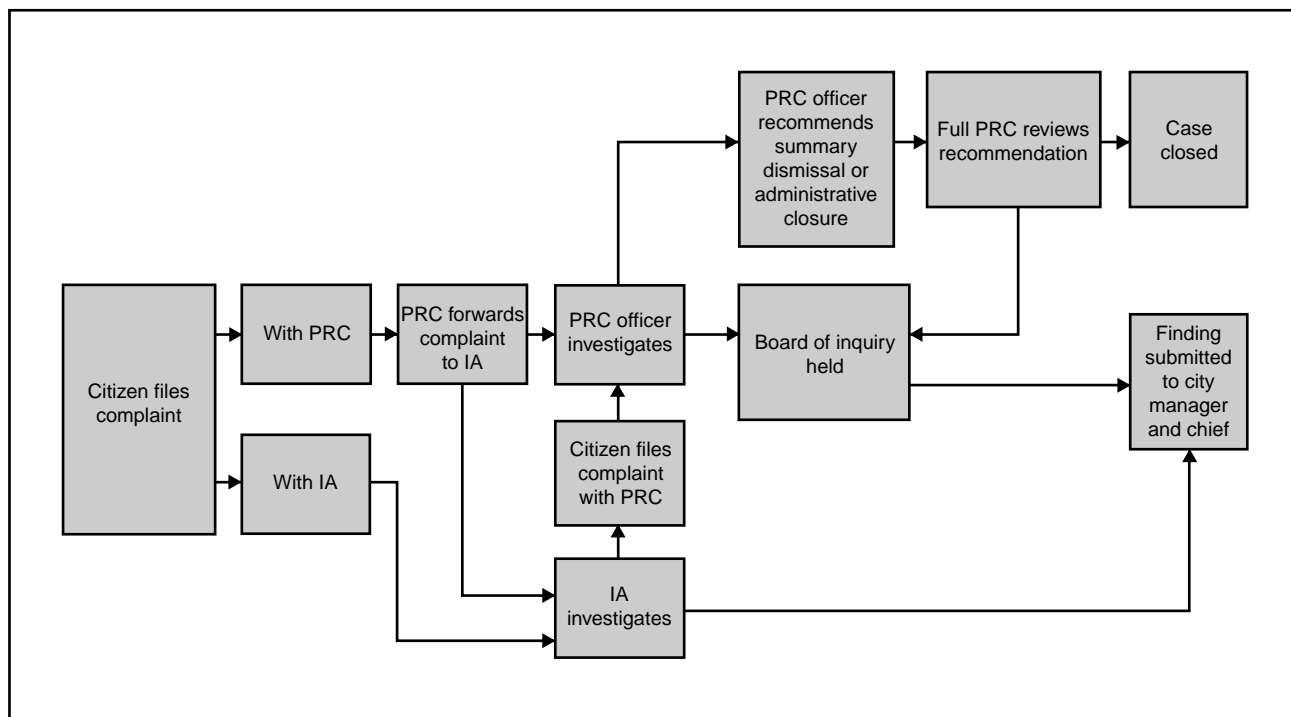 PRC officer
recommends
summary
dismissal or
administrative
closure
Full PRC reviews
recommendation
Case
closed
Citizen files
complaint
With PRC
PRC forwards
complaint
to IA
PRC officer
investigates
Board of inquiry
held
Finding
submitted
to city
manager
and chief
With IA
Citizen files
complaint
with PRC
IA
investigates